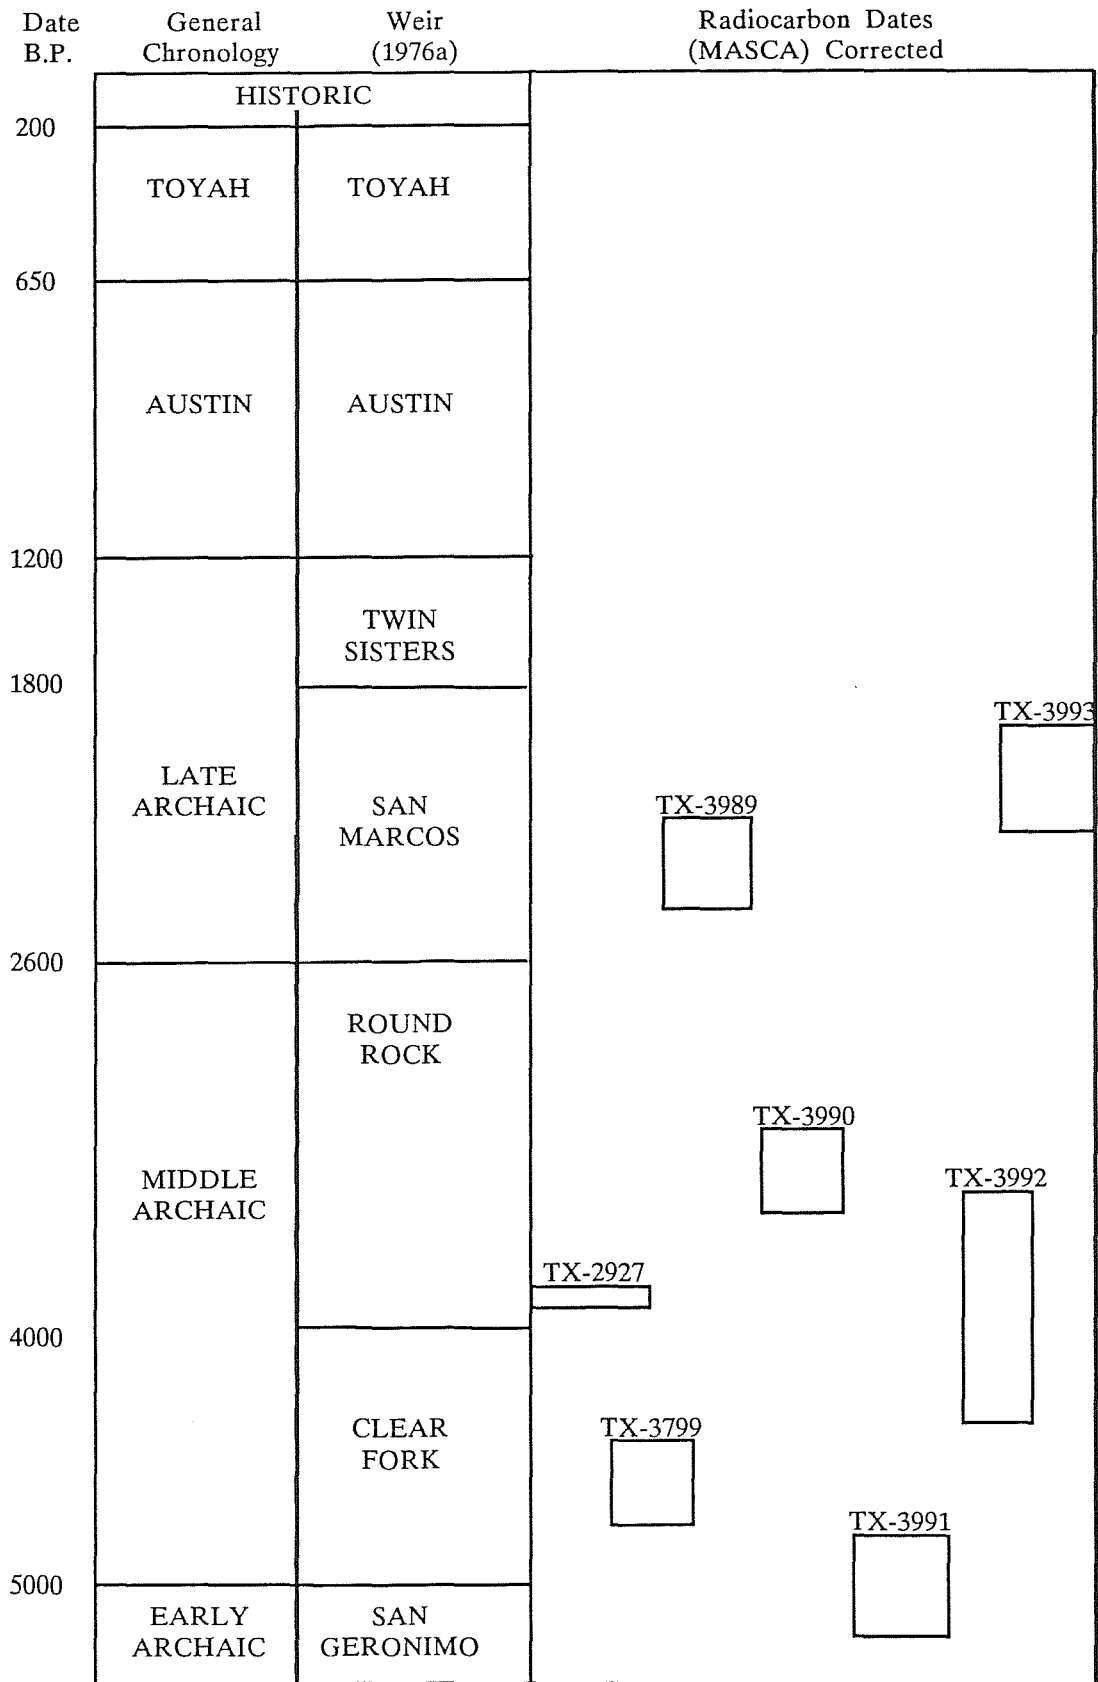 Date General Weir Radiocarbon Dates
B.P. Chronology (1976a) (MASCA) Corrected
HISTORIC
200
TOYAH TOYAH
650
AUSTIN AUSTIN
1200
TWIN
SISTERS
1800
TX-3993
LATE
ARCHAIC
SAN
MARCOS
TX-3989
2600
ROUND
ROCK
TX-3990
MIDDLE
ARCHAIC
TX-3992
TX-2927
4000
CLEAR
FORK
TX-3799
TX-3991
5000
EARLY SAN
ARCHAIC GERONIMO